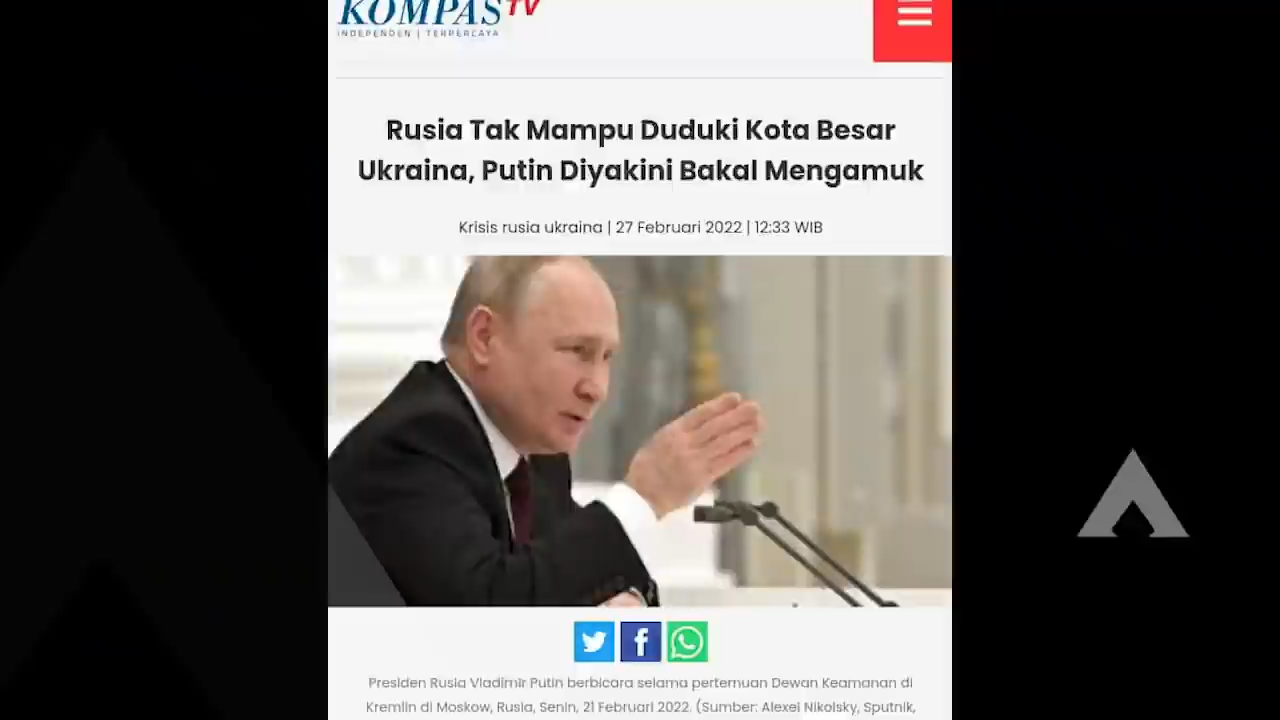 KOMPAS TV
INDEPENDEN | TERPERCAYA
Rusia Tak Mampu Duduki Kota Besar
Ukraina, Putin Diyakini Bakal Mengamuk
Krisis rusia ukraina | 27 Februari 2022 | 12:33 WIB
Presiden Rusia Vladimir Putin berbicara selama pertemuan Dewan Keamanan di
Kremlin di Moskow, Rusia, Senin, 21 Februari 2022. (Sumber: Alexei Nikolsky, Sputnik,